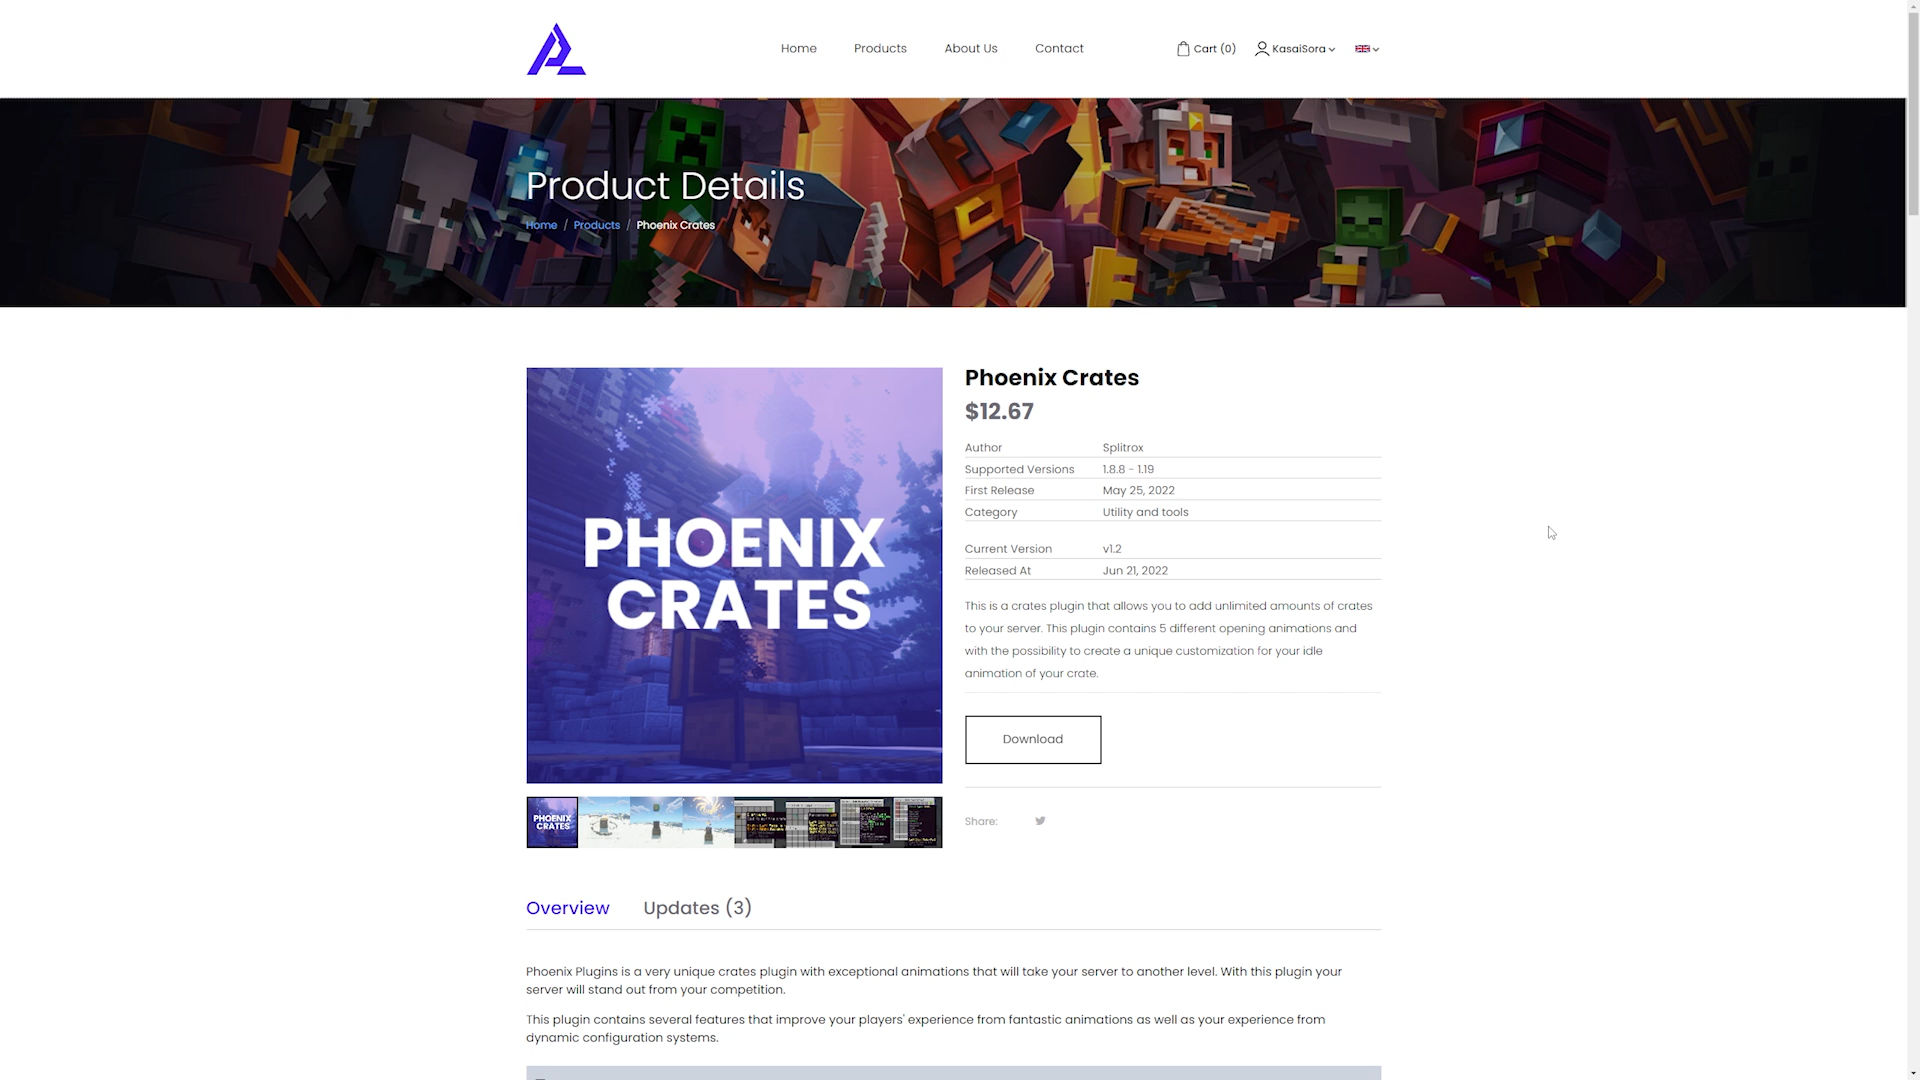 Home
Products
About Us
Contact
Cart (0)
KasaiSora
Product Details
Home / Products / Phoenix Crates
PHOENIX
CRATES
Phoenix Crates
$12.67
Author Splitrox
Supported Versions 1.8.8 - 1.19
First Release May 25, 2022
Category Utility and tools
Current Version v1.2
Released At Jun 21, 2022
This is a crates plugin that allows you to add unlimited amounts of crates
to your server. This plugin contains 5 different opening animations and
with the possibility to create a unique customization for your idle
animation of your crate.
Download
PHOENIX
CRATES
Share:
Overview
Updates (3)
Phoenix Plugins is a very unique crates plugin with exceptional animations that will take your server to another level. With this plugin your
server will stand out from your competition.
This plugin contains several features that improve your players' experience from fantastic animations as well as your experience from
dynamic configuration systems.